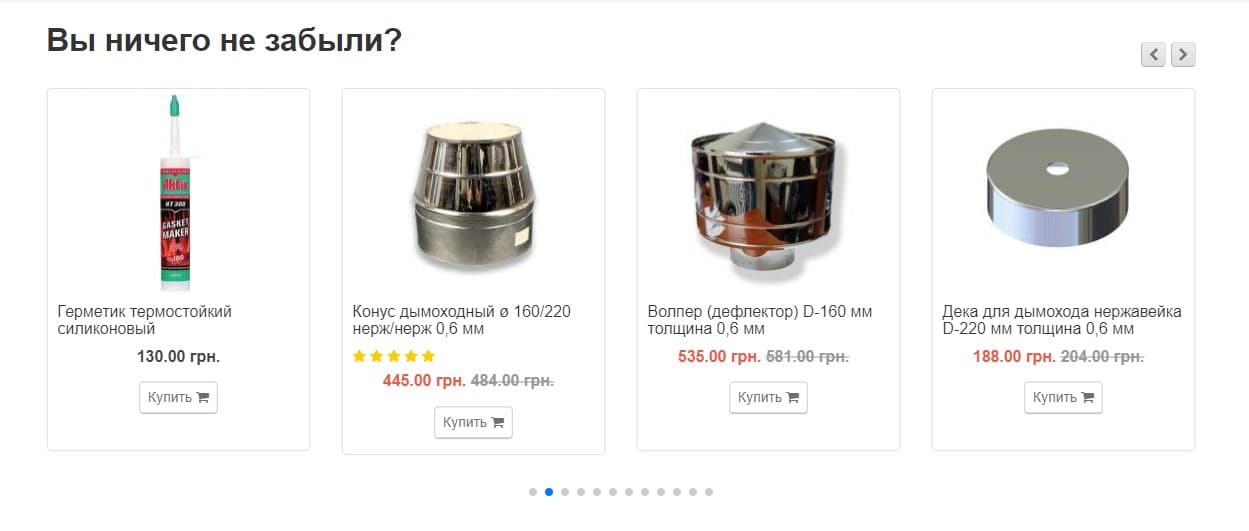 Вы ничего не забыли?
Akfix
HT 300
GASKET
MAKER
Герметик термостойкий
силиконовый
130.00 грн.
Купить
Конус дымоходный ø 160/220
нерж/нерж 0,6 мм
445.00 грн. 484.00 грн.
Купить
Волпер (дефлектор) D-160 мм
толщина 0,6 мм
535.00 грн. 581.00 грн.
Купить
Дека для дымохода нержавейка
D-220 мм толщина 0,6 мм
188.00 грн. 204.00 грн.
Купить